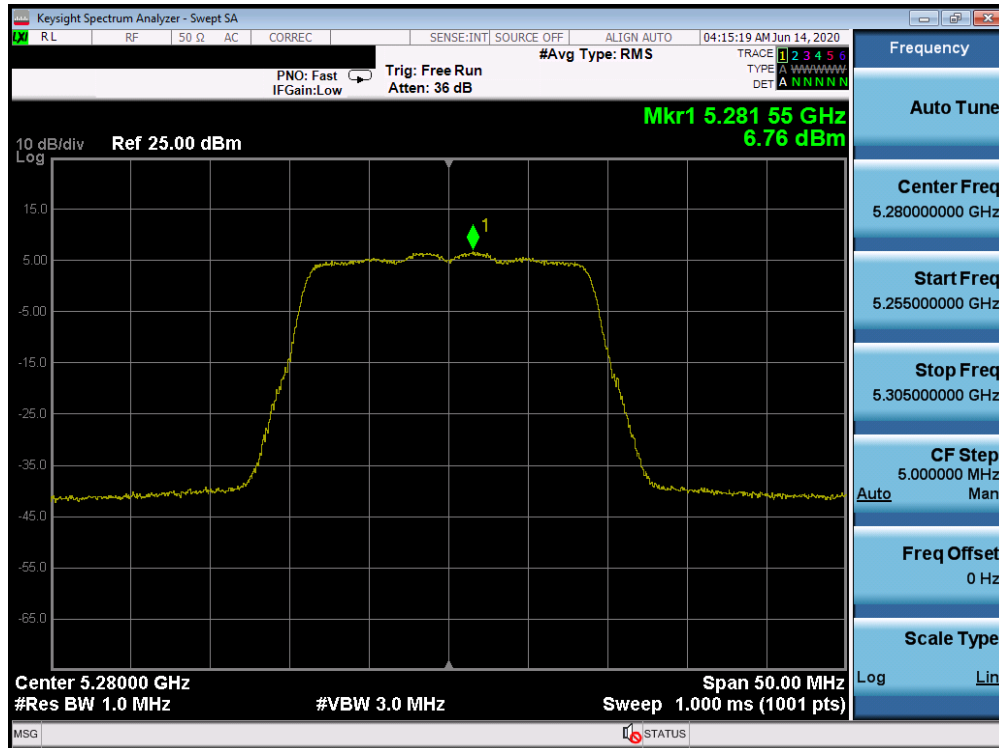 Keysight Spectrum Analyzer - Swept SA
LXI RL RF 50 Ω AC CORREC SENSE:INT SOURCE OFF ALIGN AUTO 04:15:19 AM Jun 14, 2020
#Avg Type: RMS
TRACE 1 2 3 4 5 6
PNO: Fast Trig: Free Run
TYPE A WWWWW
IFGain:Low Atten: 36 dB
DET A N N N N N
Mkr1 5.281 55 GHz
6.76 dBm
10 dB/div Ref 25.00 dBm
Log
1
15.0
5.00
-5.00
-15.0
-25.0
-35.0
-45.0
-55.0
-65.0
Center 5.28000 GHz Span 50.00 MHz
#Res BW 1.0 MHz #VBW 3.0 MHz Sweep 1.000 ms (1001 pts)
MSG STATUS
Frequency
Auto Tune
Center Freq
5.280000000 GHz
Start Freq
5.255000000 GHz
Stop Freq
5.305000000 GHz
CF Step
5.000000 MHz
Auto Man
Freq Offset
0 Hz
Scale Type
Log Lin